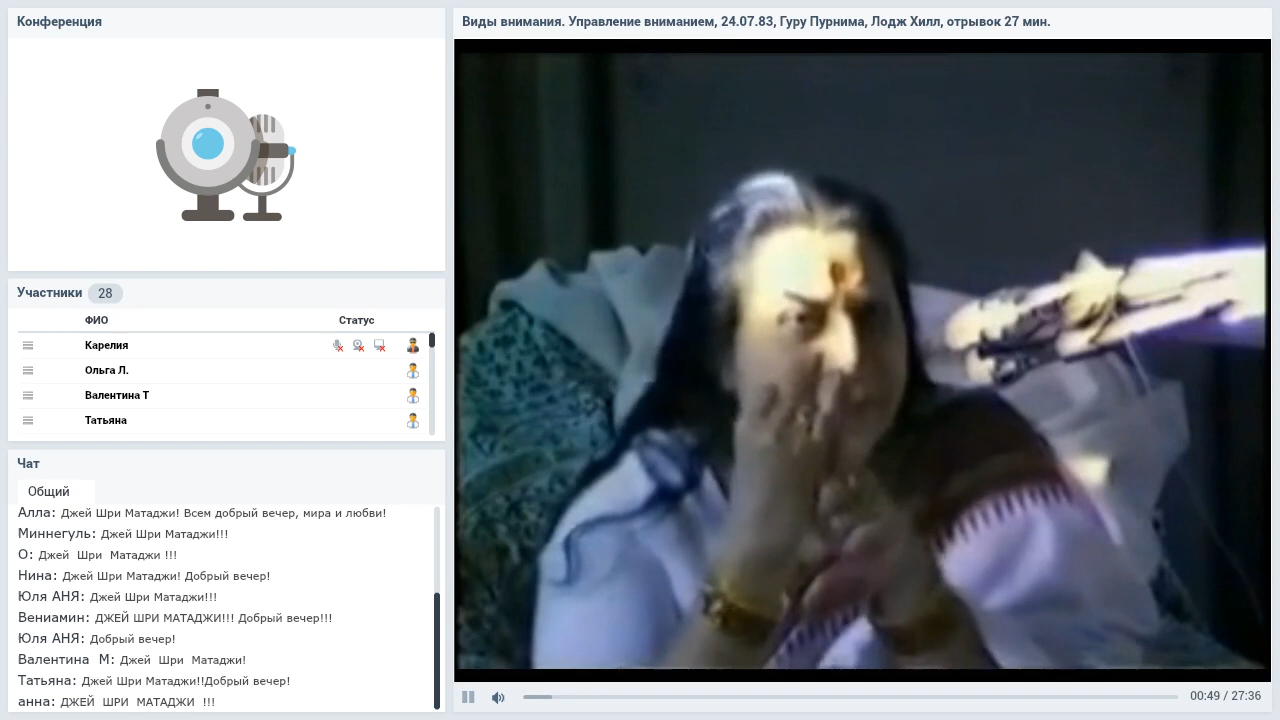 Конференция
Виды внимания. Управление вниманием, 24.07.83, Гуру Пурнима, Лодж Хилл, отрывок 27 мин.
Участники 28
ФИО Статус
Карелия
Ольга Л.
Валентина Т
Татьяна
Чат
Общий
Алла: Джей Шри Матаджи! Всем добрый вечер, мира и любви!
Миннегуль: Джей Шри Матаджи!!!
О: Джей Шри Матаджи !!!
Нина: Джей Шри Матаджи! Добрый вечер!
Юля АНЯ: Джей Шри Матаджи!!!
Вениамин: ДЖЕЙ ШРИ МАТАДЖИ!!! Добрый вечер!!!
Юля АНЯ: Добрый вечер!
Валентина М: Джей Шри Матаджи!
Татьяна: Джей Шри Матаджи!!Добрый вечер!
анна: ДЖЕЙ ШРИ МАТАДЖИ !!!
00:49 / 27:36